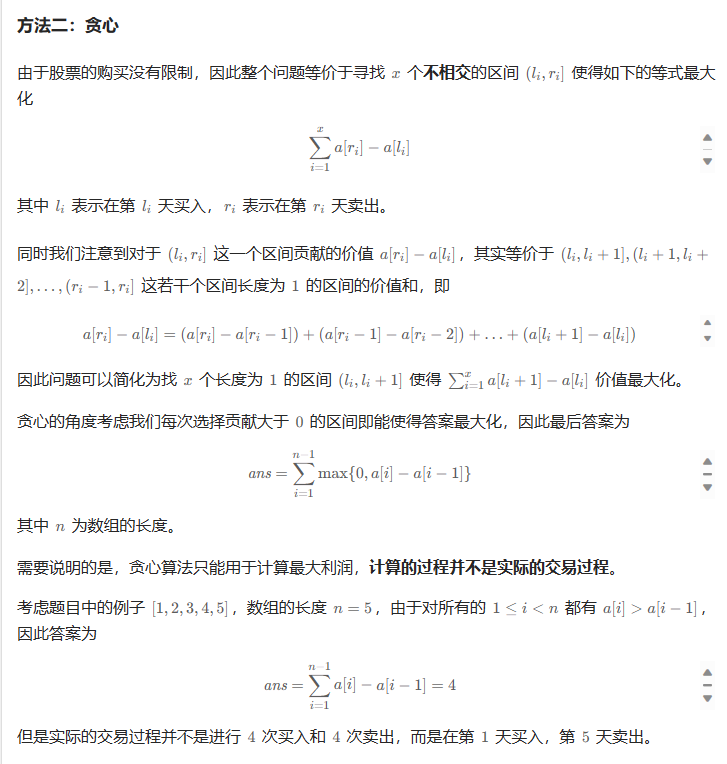 方法二：贪心
由于股票的购买没有限制，因此整个问题等价于寻找 x 个不相交的区间 (l_i, r_i] 使得如下的等式最大
化
\sum_{i=1}^{x} a[r_i] − a[l_i]
其中 l_i 表示在第 l_i 天买入， r_i 表示在第 r_i 天卖出。
同时我们注意到对于 (l_i, r_i] 这一个区间贡献的价值 a[r_i] − a[l_i]，其实等价于 (l_i, l_i + 1], (l_i + 1, l_i +
2], …, (r_i − 1, r_i] 这若干个区间长度为 1 的区间的价值和，即
a[r_i] − a[l_i] = (a[r_i] − a[r_i − 1]) + (a[r_i − 1] − a[r_i − 2]) + … + (a[l_i + 1] − a[l_i])
因此问题可以简化为找 x 个长度为 1 的区间 (l_i, l_i + 1] 使得 \sum_{i=1}^{x} a[l_i + 1] − a[l_i] 价值最大化。
贪心的角度考虑我们每次选择贡献大于 0 的区间即能使得答案最大化，因此最后答案为
ans = \sum_{i=1}^{n−1} max{0, a[i] − a[i − 1]}
其中 n 为数组的长度。
需要说明的是，贪心算法只能用于计算最大利润，计算的过程并不是实际的交易过程。
考虑题目中的例子 [1, 2, 3, 4, 5]，数组的长度 n = 5，由于对所有的 1 ≤ i < n 都有 a[i] > a[i − 1]，
因此答案为
ans = \sum_{i=1}^{n−1} a[i] − a[i − 1] = 4
但是实际的交易过程并不是进行 4 次买入和 4 次卖出，而是在第 1 天买入，第 5 天卖出。